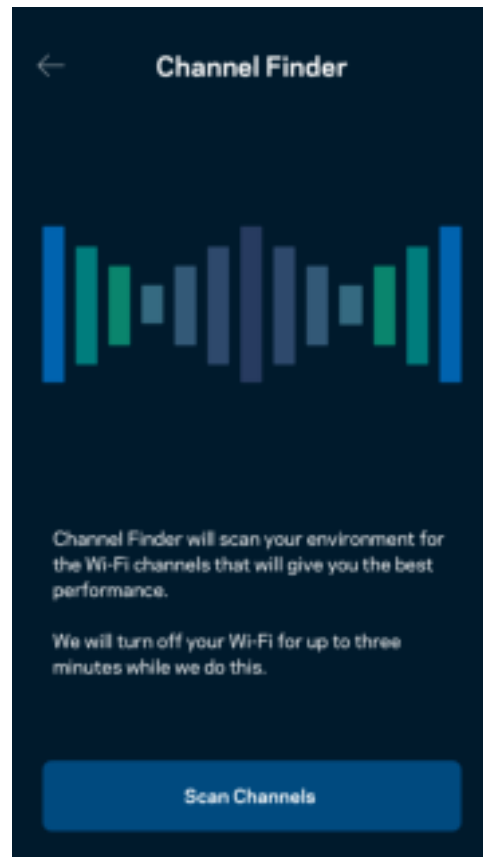 Channel Finder
Channel Finder will scan your environment for
the Wi-Fi channels that will give you the best
performance.
We will turn off your Wi-Fi for up to three
minutes while we do this.
Scan Channels